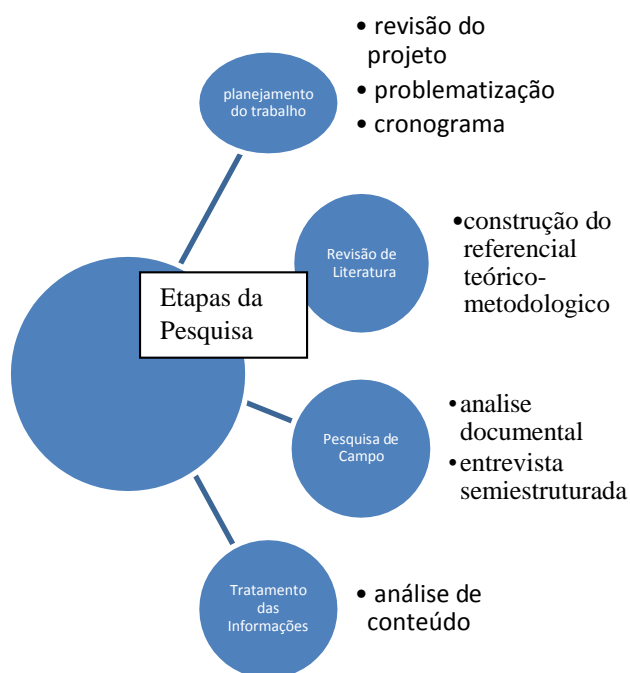 planejamento
do trabalho
• revisão do
projeto
• problematização
• cronograma
Etapas da
Pesquisa
Revisão de
Literatura
•construção do
referencial
teórico-
metodologico
Pesquisa de
Campo
•analise
documental
•entrevista
semiestruturada
Tratamento
das
Informações
• análise de
conteúdo